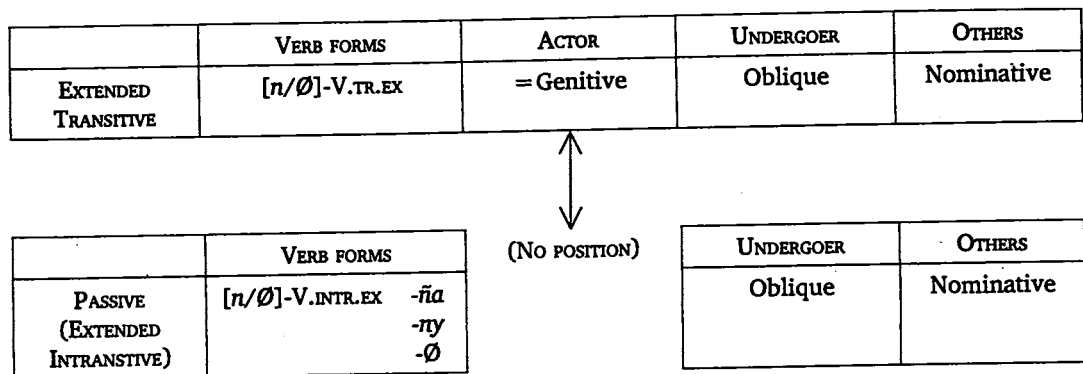 VERB FORMS ACTOR UNDERGOER OTHERS
EXTENDED TRANSITIVE [n/Ø]-V.TR.EX =Genitive Oblique Nominative
(NO POSITION)
VERB FORMS UNDERGOER OTHERS
PASSIVE [n/Ø]-V.INTR.EX -ña Oblique Nominative
(EXTENDED -ny
INTRANSTIVE) -Ø